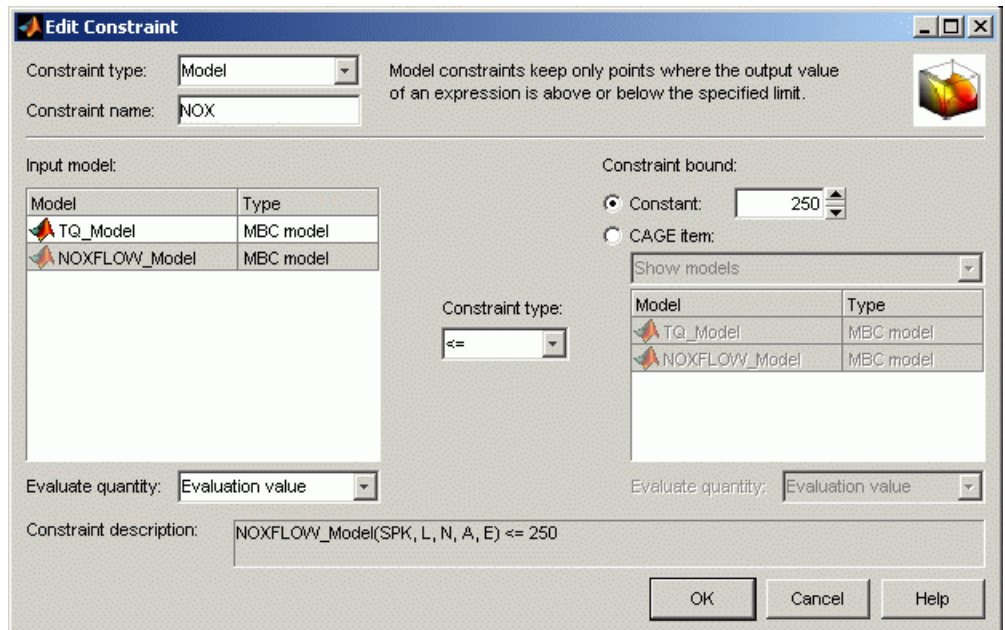 Edit Constraint
Constraint type: Model
Model constraints keep only points where the output value
of an expression is above or below the specified limit.
Constraint name: NOX
Input model:
Model Type
TQ_Model MBC model
NOXFLOW_Model MBC model
Evaluate quantity: Evaluation value
Constraint type:
<=
Constraint bound:
Constant: 250
CAGE item:
Show models
Model Type
TQ_Model MBC model
NOXFLOW_Model MBC model
Evaluate quantity: Evaluation value
Constraint description: NOXFLOW_Model(SPK, L, N, A, E) <= 250
OK Cancel Help